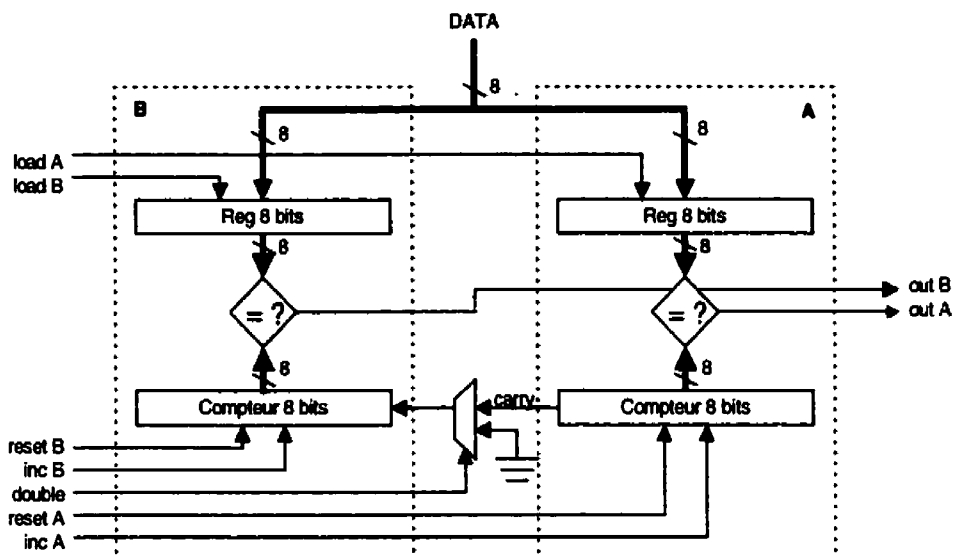 DATA
8
B
A
8
8
load A
load B
Reg 8 bits
Reg 8 bits
8
8
out B
out A
= ?
= ?
8
8
carry
Compteur 8 bits
Compteur 8 bits
reset B
inc B
double
reset A
inc A